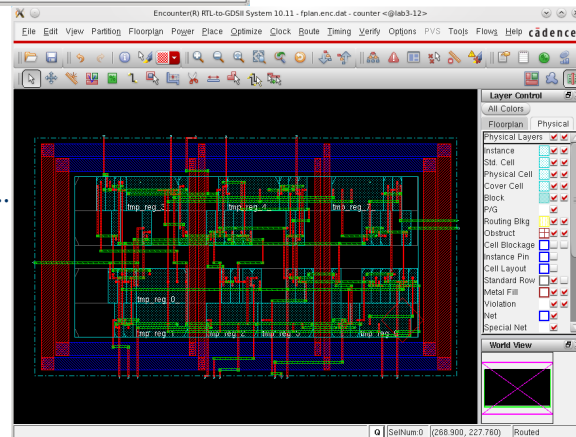 Encounter(R) RTL-to-GDSII System 10.11 - fplan.enc.dat - counter <@lab3-12>
File Edit View Partition Floorplan Power Place Optimize Clock Route Timing Verify Options PVS Tools Flows Help cādence
Layer Control
All Colors
Floorplan Physical
Physical Layers
Instance
Std. Cell
Physical Cell
Cover Cell
Block
P/G
Routing Blkg
Obstruct
Cell Blockage
Instance Pin
Cell Layout
Standard Row
Metal Fill
Violation
Net
Special Net
tmp_reg_3 tmp_reg_4 tmp_reg_7
tmp_reg_0
World View
Q SelNum:0 (268.900, 227.760) Routed